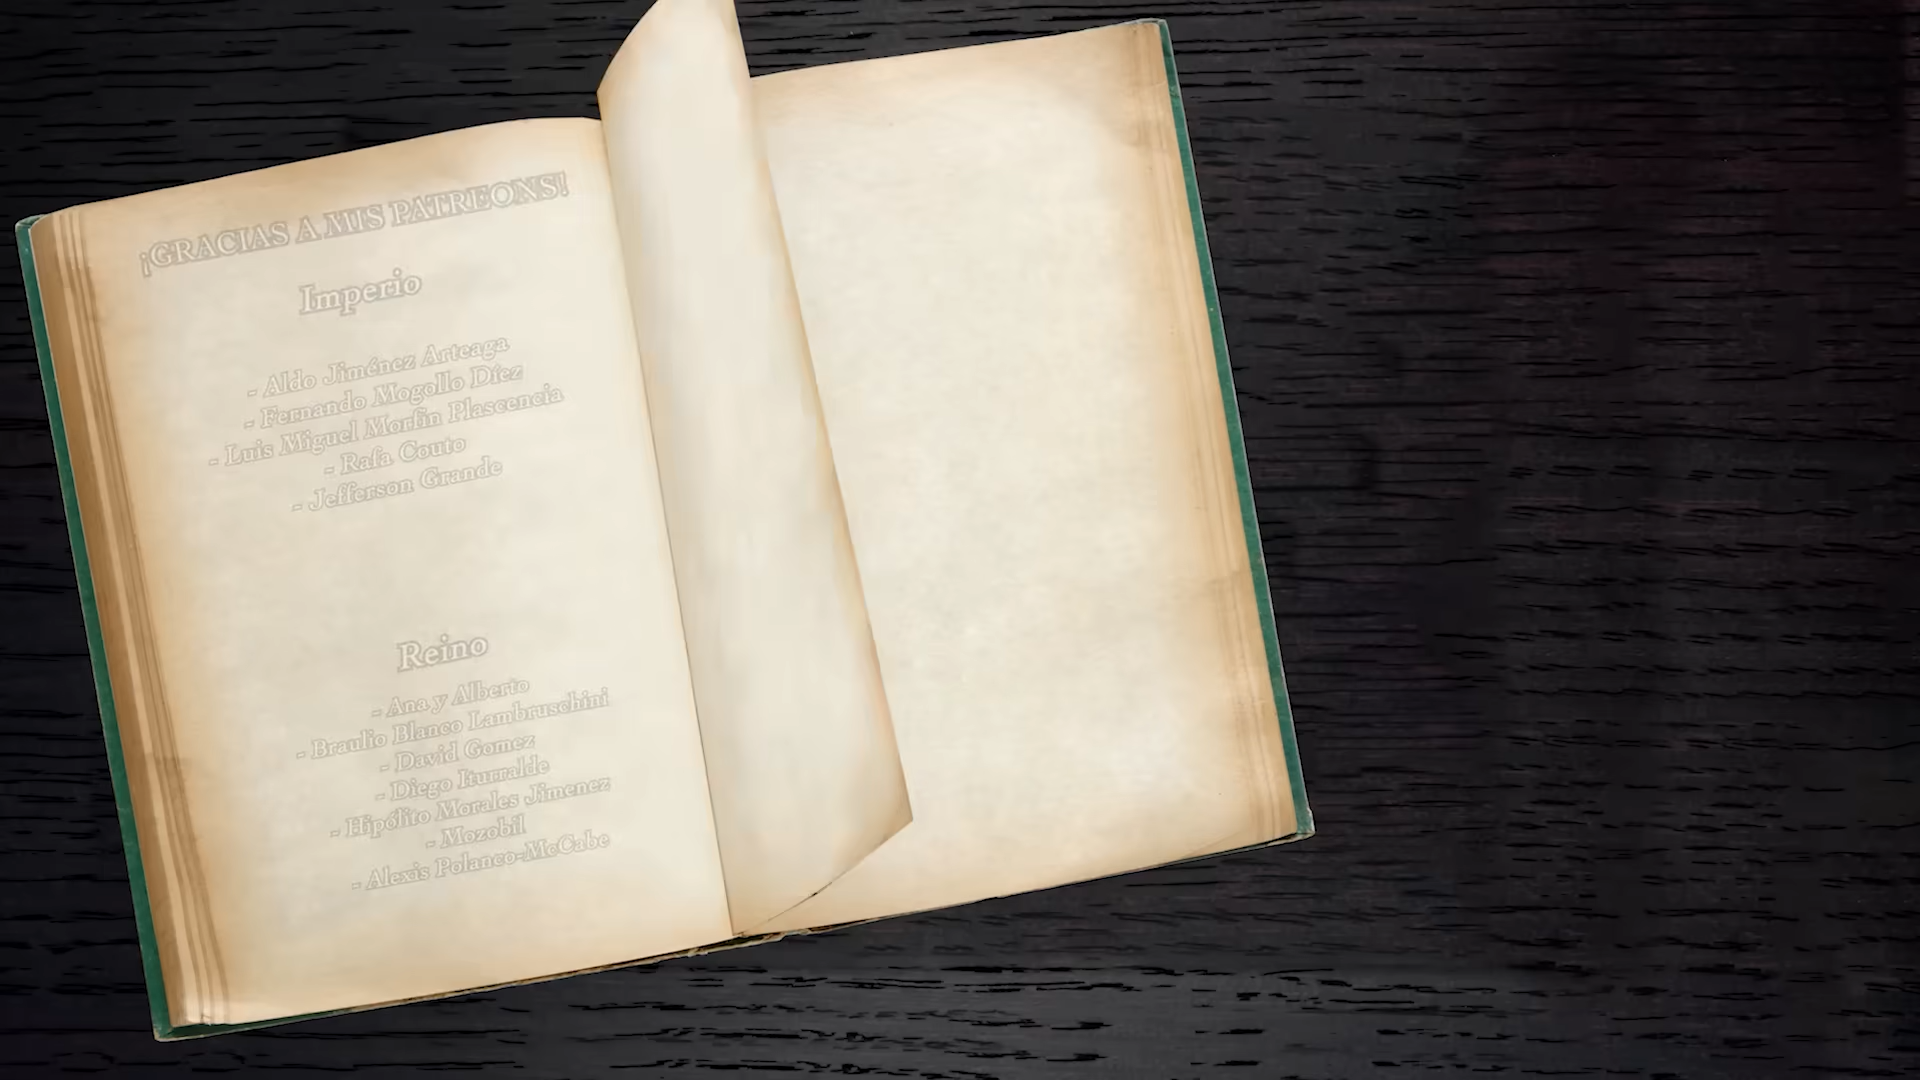 ¡GRACIAS A MIS PATREONS!
Imperio
- Aldo Jiménez Arteaga
- Fernando Mogollo Díez
- Luis Miguel Morfin Plascencia
- Rafa Couto
- Jefferson Grande
Reino
- Ana y Alberto
- Braulio Blanco Lambruschini
- David Gomez
- Diego Iturralde
- Hipólito Morales Jimenez
- Mozobil
- Alexis Polanco-McCabe